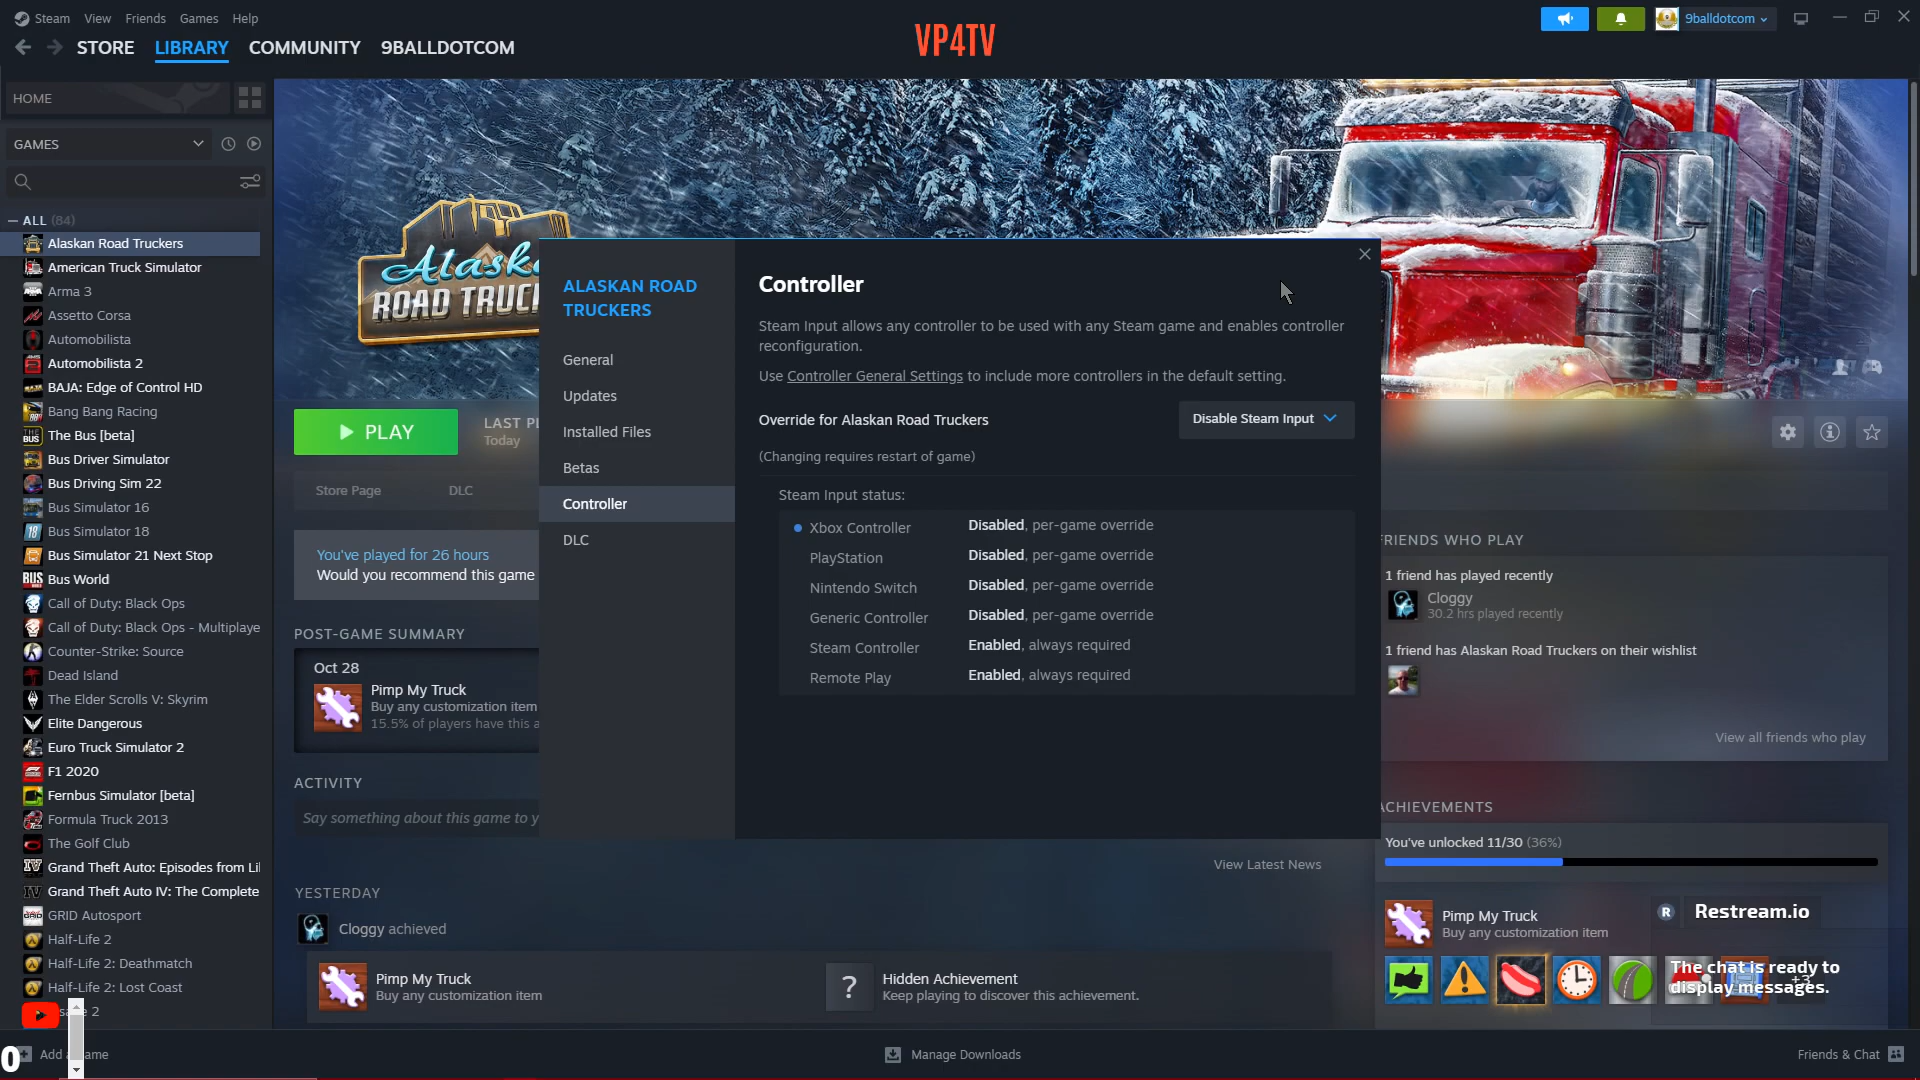 Steam View Friends Games Help
VP4TV
9balldotcom
STORE LIBRARY COMMUNITY 9BALLDOTCOM
HOME
GAMES
ALL (84)
Alaskan Road Truckers
American Truck Simulator
Arma 3
Assetto Corsa
Automobilista
Automobilista 2
BAJA: Edge of Control HD
Bang Bang Racing
The Bus [beta]
Bus Driver Simulator
Bus Driving Sim 22
Bus Simulator 16
Bus Simulator 18
Bus Simulator 21 Next Stop
Bus World
Call of Duty: Black Ops
Call of Duty: Black Ops - Multiplaye
Counter-Strike: Source
Dead Island
The Elder Scrolls V: Skyrim
Elite Dangerous
Euro Truck Simulator 2
F1 2020
Fernbus Simulator [beta]
Formula Truck 2013
The Golf Club
Grand Theft Auto: Episodes from Li
Grand Theft Auto IV: The Complete
GRID Autosport
Half-Life 2
Half-Life 2: Deathmatch
Half-Life 2: Lost Coast
0
PLAY
LAST P
Today
Store Page DLC
You've played for 26 hours
Would you recommend this game
POST-GAME SUMMARY
Oct 28
Pimp My Truck
Buy any customization item
15.5% of players have this a
ACTIVITY
Say something about this game to y
View Latest News
YESTERDAY
Cloggy achieved
Pimp My Truck
Buy any customization item
?
Hidden Achievement
Keep playing to discover this achievement.
Manage Downloads
ALASKAN ROAD
TRUCKERS
General
Updates
Installed Files
Betas
Controller
DLC
Controller
Steam Input allows any controller to be used with any Steam game and enables controller
reconfiguration.
Use Controller General Settings to include more controllers in the default setting.
Override for Alaskan Road Truckers
Disable Steam Input
(Changing requires restart of game)
Steam Input status:
Xbox Controller Disabled, per-game override
PlayStation Disabled, per-game override
Nintendo Switch Disabled, per-game override
Generic Controller Disabled, per-game override
Steam Controller Enabled, always required
Remote Play Enabled, always required
RIENDS WHO PLAY
1 friend has played recently
Cloggy
30.2 hrs played recently
1 friend has Alaskan Road Truckers on their wishlist
View all friends who play
CHIEVEMENTS
You've unlocked 11/30 (36%)
Pimp My Truck
Buy any customization item
R Restream.io
The chat is ready to
display messages.
+3
Friends & Chat